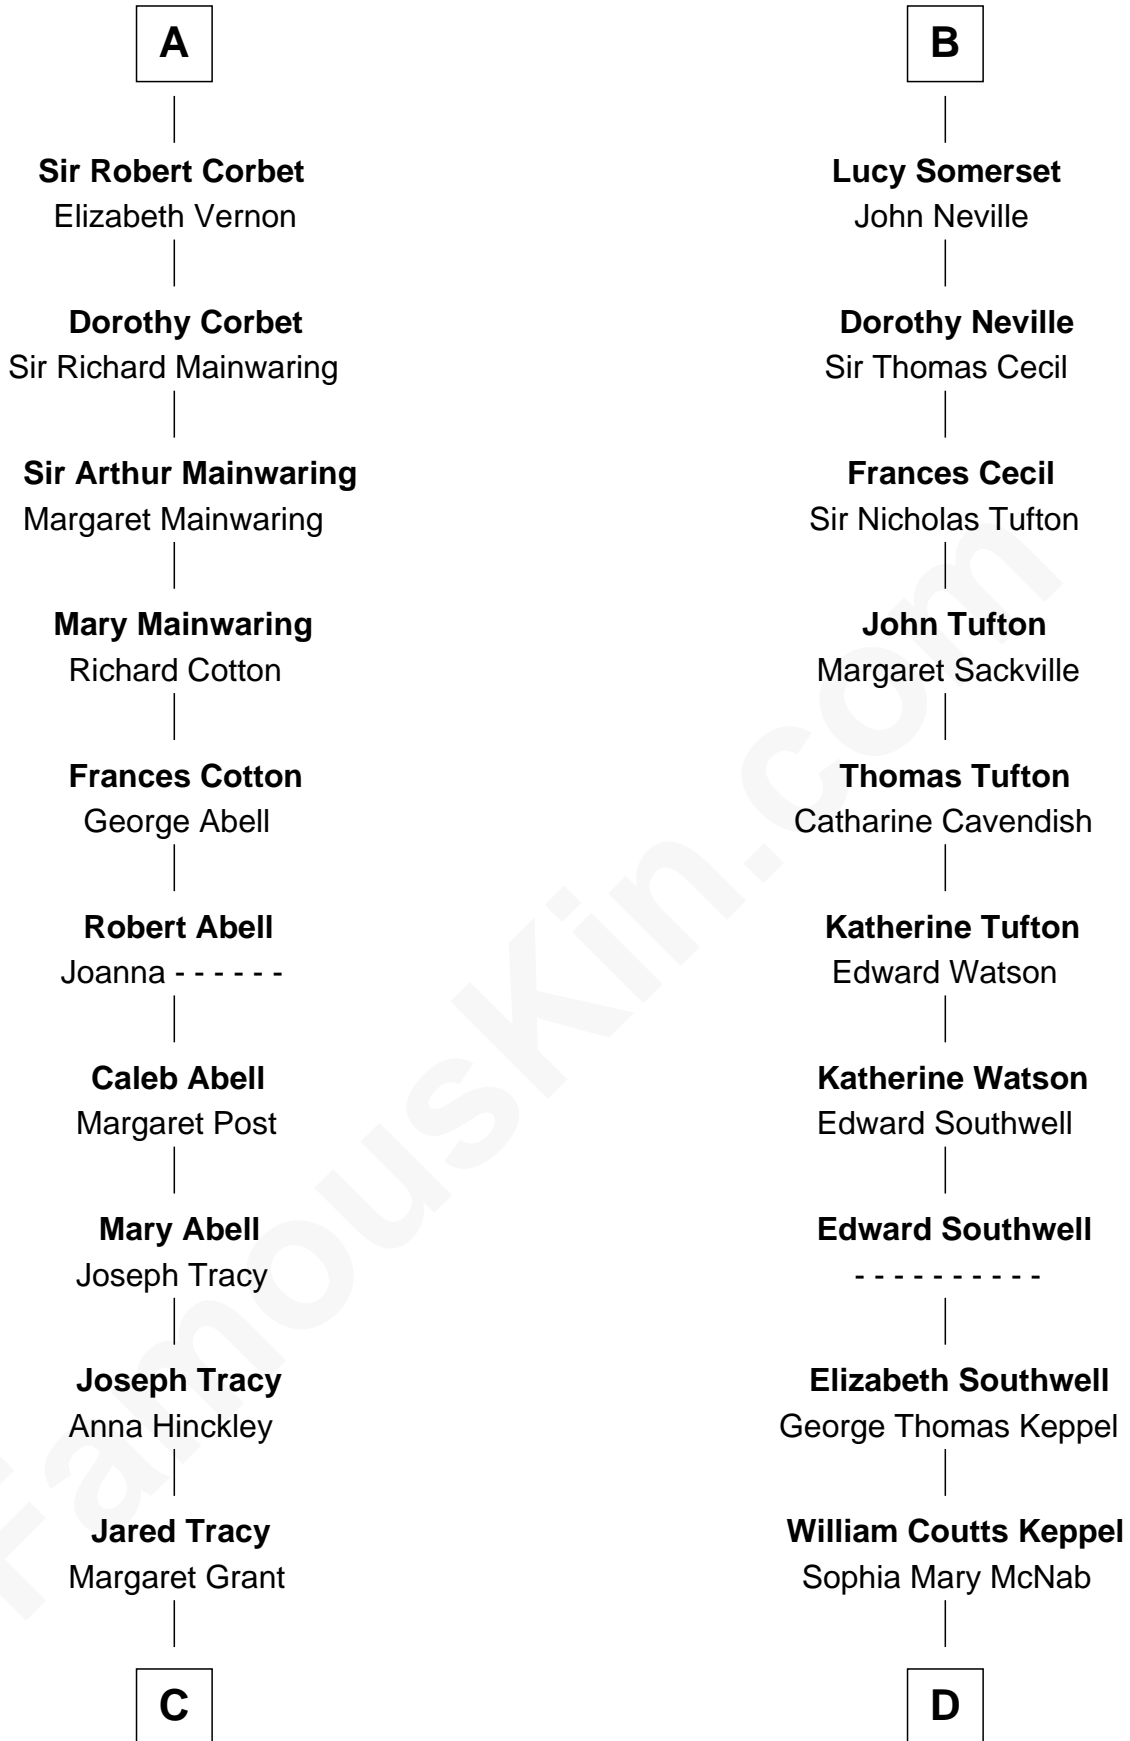 A
Sir Robert Corbet
Elizabeth Vernon
Dorothy Corbet
Sir Richard Mainwaring
Sir Arthur Mainwaring
Margaret Mainwaring
Mary Mainwaring
Richard Cotton
Frances Cotton
George Abell
Robert Abell
Joanna - - - - - -
Caleb Abell
Margaret Post
Mary Abell
Joseph Tracy
Joseph Tracy
Anna Hinckley
Jared Tracy
Margaret Grant
C
B
Lucy Somerset
John Neville
Dorothy Neville
Sir Thomas Cecil
Frances Cecil
Sir Nicholas Tufton
John Tufton
Margaret Sackville
Thomas Tufton
Catharine Cavendish
Katherine Tufton
Edward Watson
Katherine Watson
Edward Southwell
Edward Southwell
- - - - - - - - - -
Elizabeth Southwell
George Thomas Keppel
William Coutts Keppel
Sophia Mary McNab
D
FamousKin.com